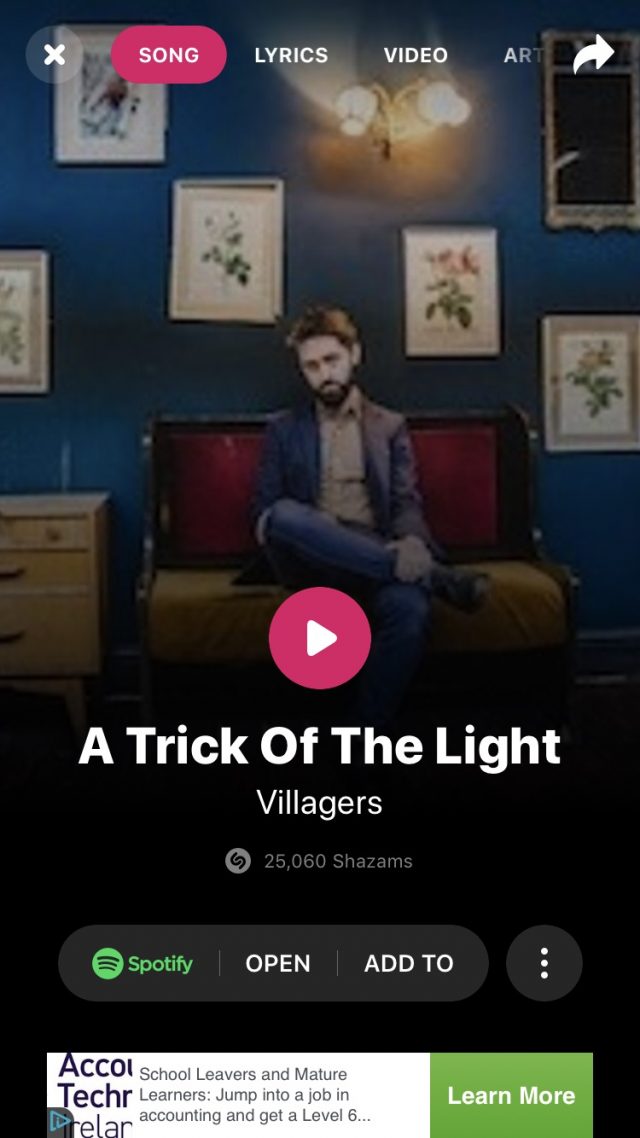 SONG LYRICS VIDEO ART
A Trick Of The Light
Villagers
25,060 Shazams
Spotify OPEN ADD TO
Accou
Techr
Irelar
School Leavers and Mature
Learners: Jump into a job in
accounting and get a Level 6...
Learn More